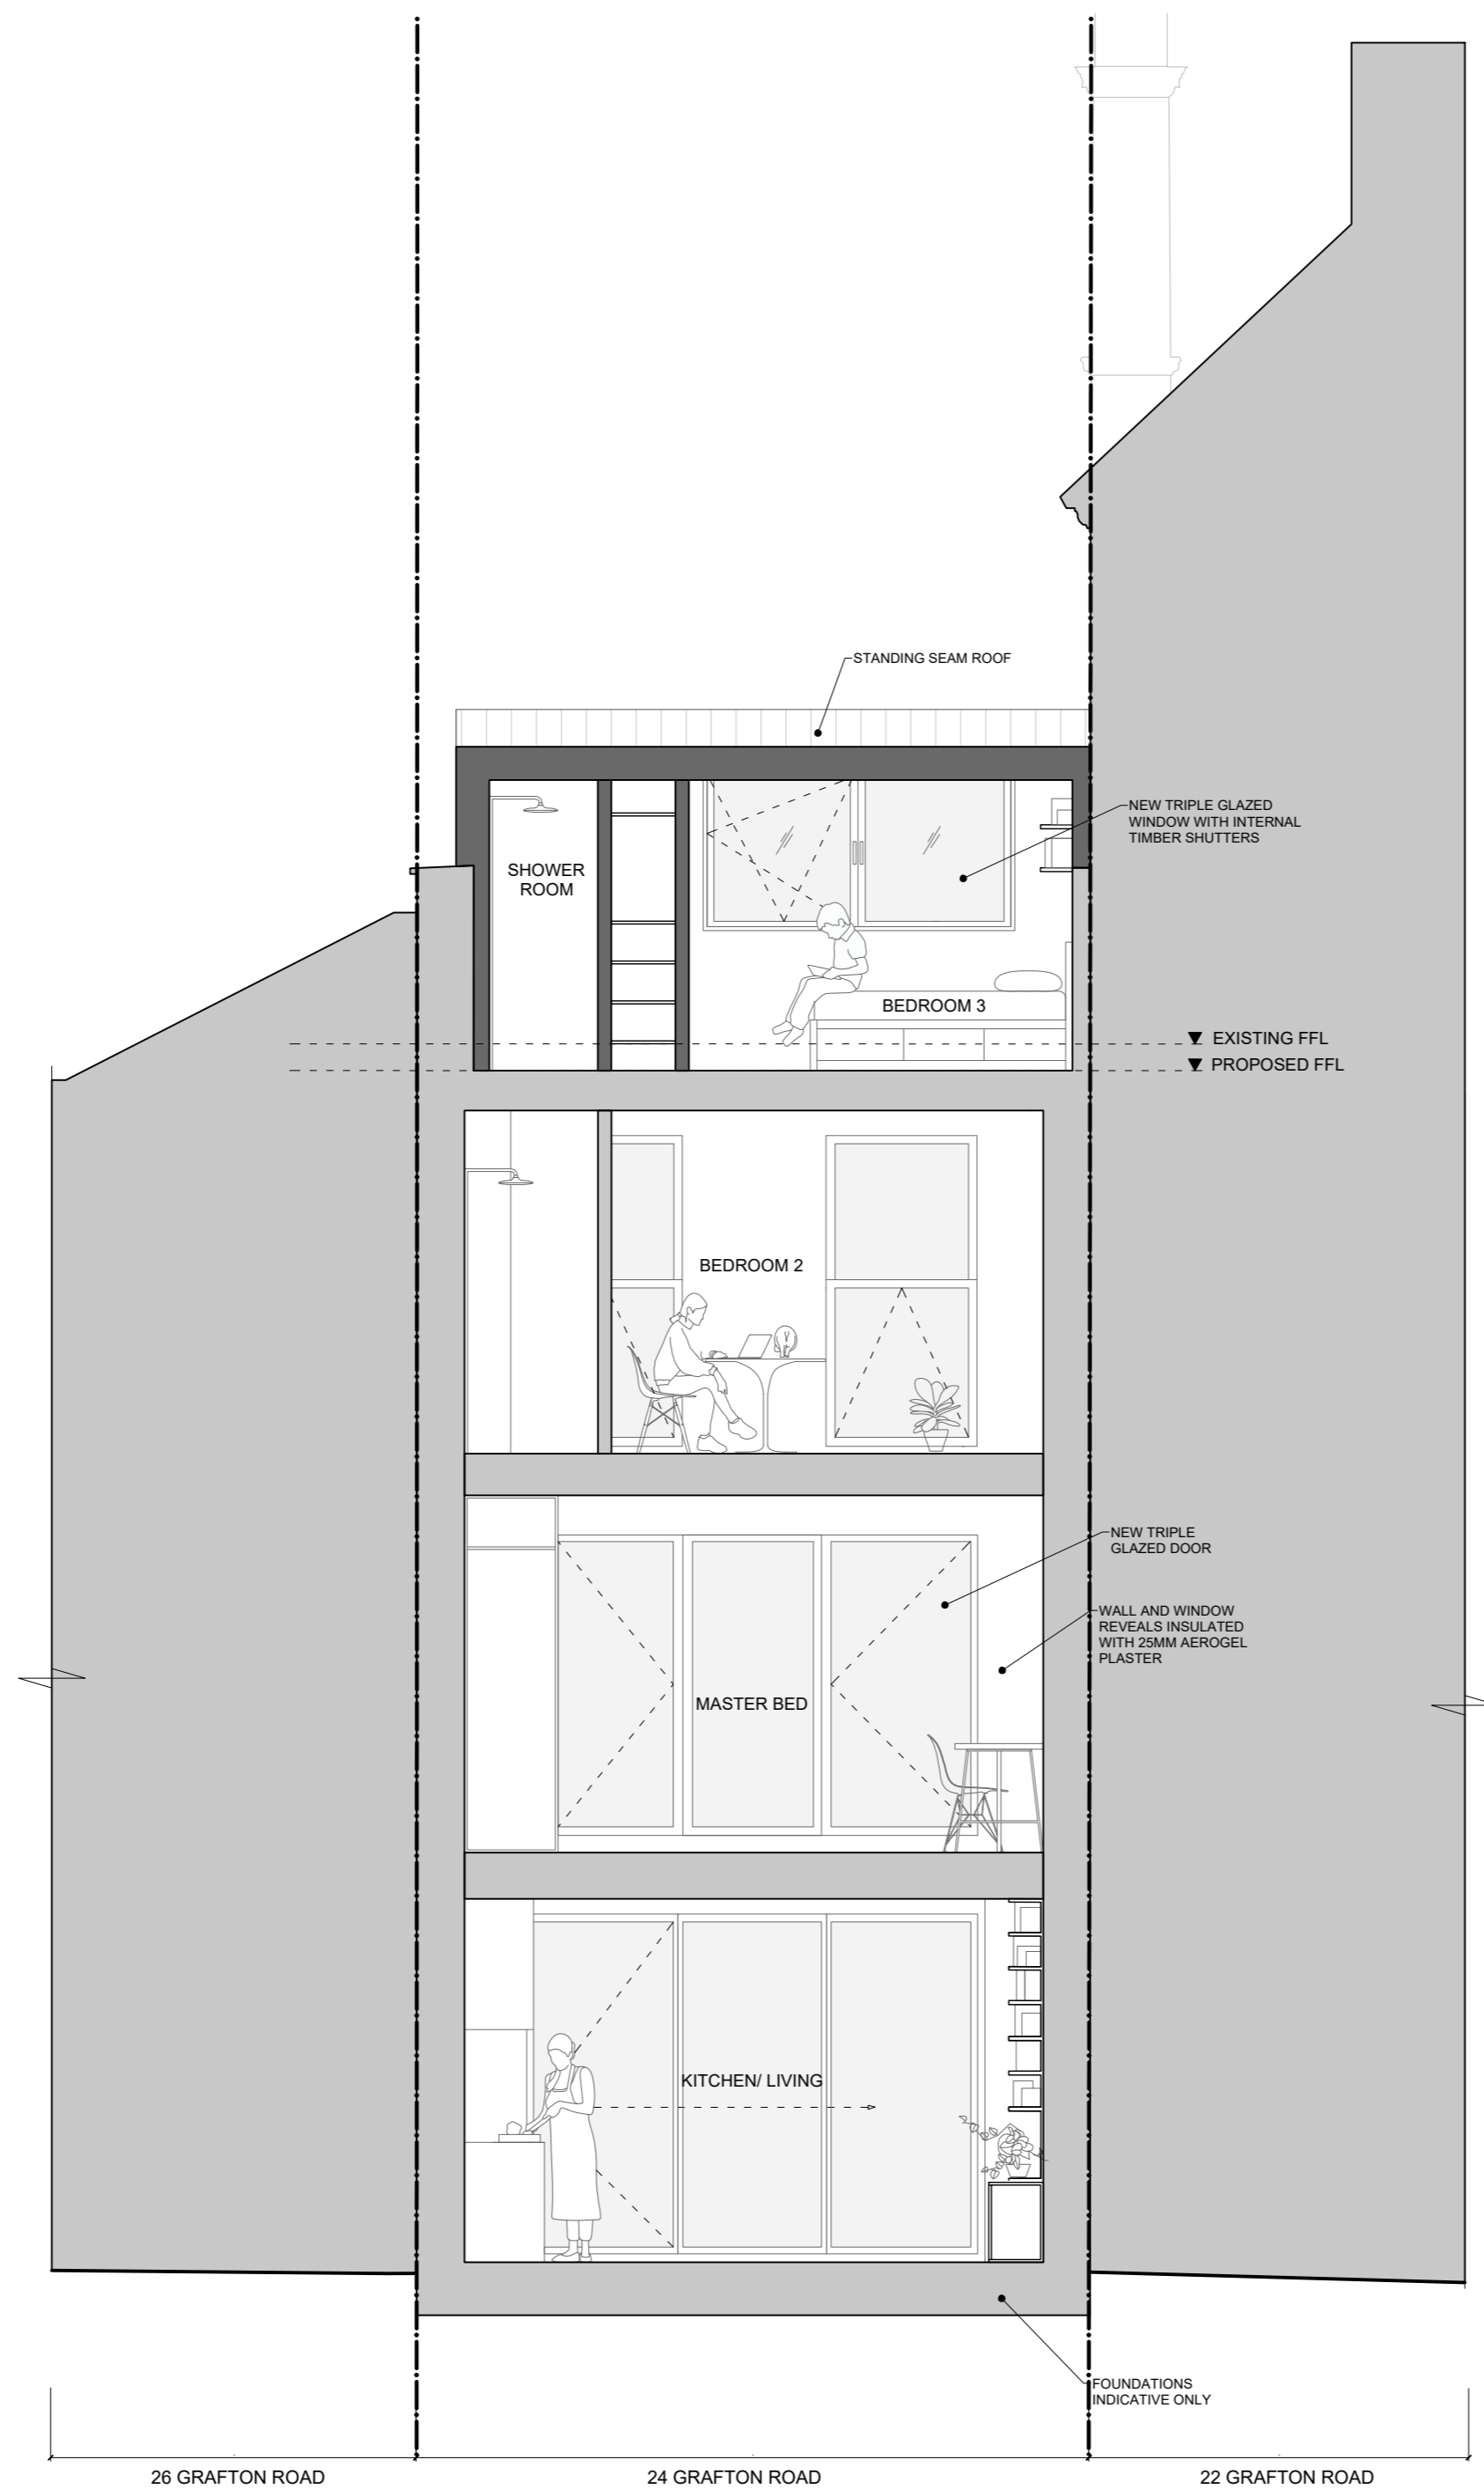 STANDING SEAM ROOF
NEW TRIPLE GLAZED
WINDOW WITH INTERNAL
TIMBER SHUTTERS
SHOWER
ROOM
BEDROOM 3
EXISTING FFL
PROPOSED FFL
BEDROOM 2
NEW TRIPLE
GLAZED DOOR
WALL AND WINDOW
REVEALS INSULATED
WITH 25MM AEROGEL
PLASTER
MASTER BED
KITCHEN/ LIVING
FOUNDATIONS
INDICATIVE ONLY
26 GRAFTON ROAD
24 GRAFTON ROAD
22 GRAFTON ROAD